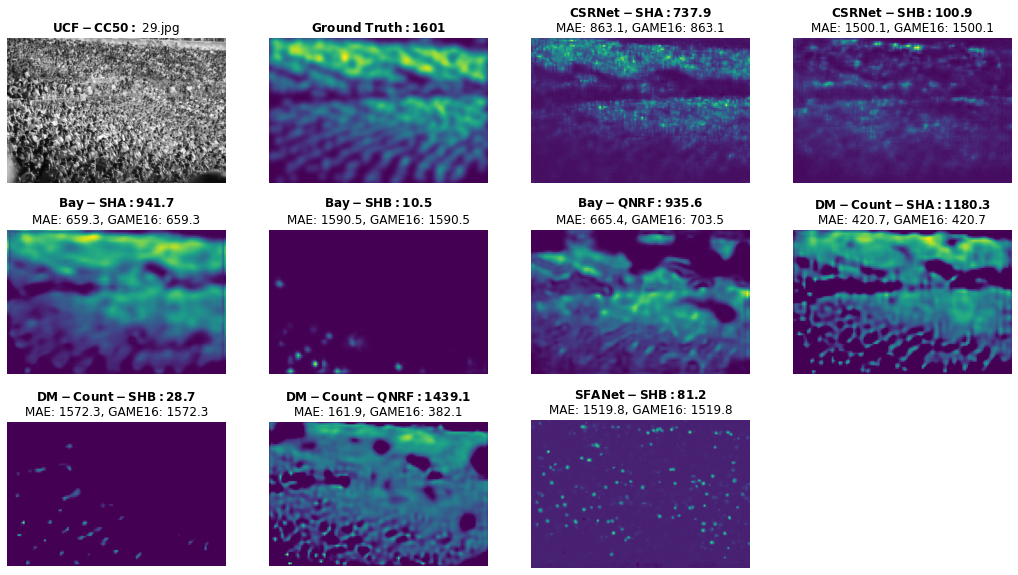 UCF − CC50 : 29.jpg
Ground Truth : 1601
CSRNet − SHA : 737.9
MAE: 863.1, GAME16: 863.1
CSRNet − SHB : 100.9
MAE: 1500.1, GAME16: 1500.1
Bay − SHA : 941.7
MAE: 659.3, GAME16: 659.3
Bay − SHB : 10.5
MAE: 1590.5, GAME16: 1590.5
Bay − QNRF : 935.6
MAE: 665.4, GAME16: 703.5
DM − Count − SHA : 1180.3
MAE: 420.7, GAME16: 420.7
DM − Count − SHB : 28.7
MAE: 1572.3, GAME16: 1572.3
DM − Count − QNRF : 1439.1
MAE: 161.9, GAME16: 382.1
SFANet − SHB : 81.2
MAE: 1519.8, GAME16: 1519.8